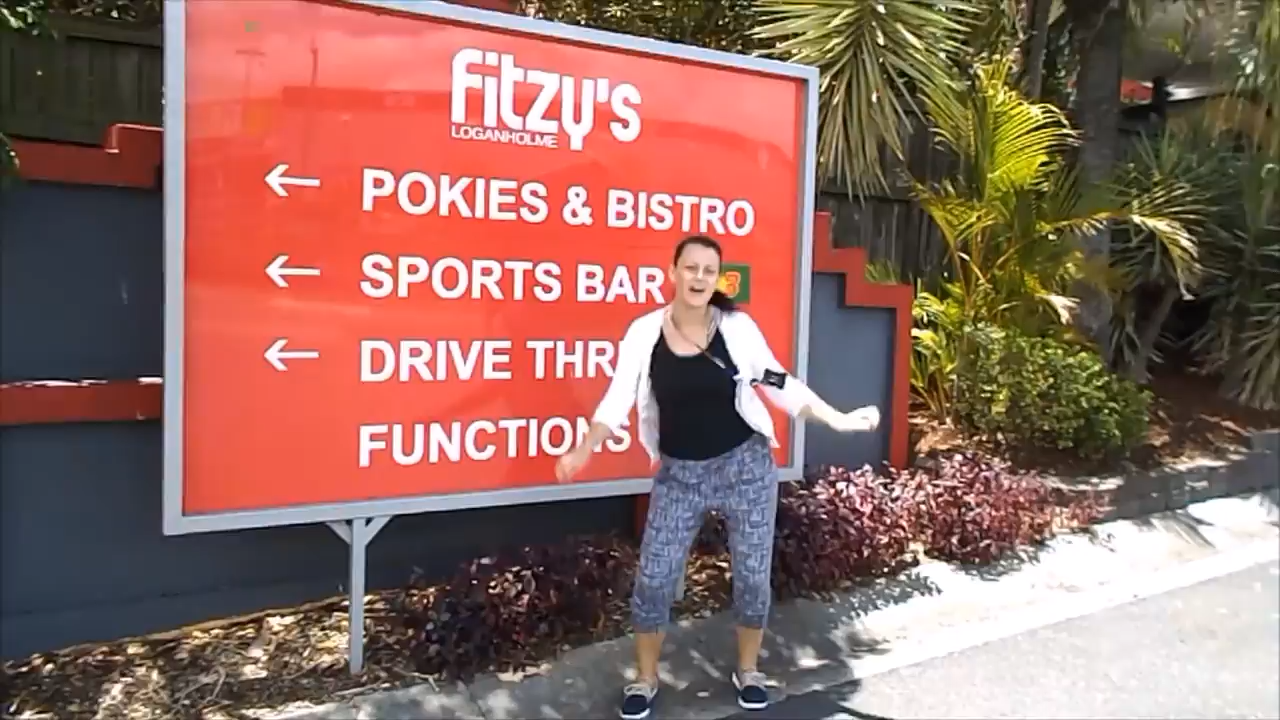 fitzy's
LOGANHOLME
← POKIES & BISTRO
← SPORTS BAR
← DRIVE THR
FUNCTIONS